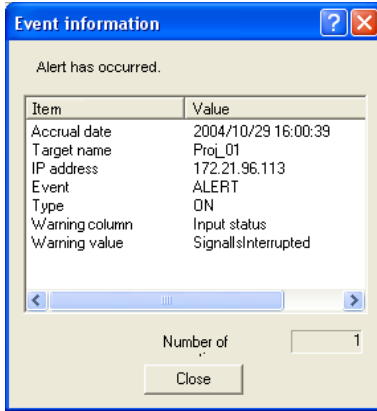 Event information
Alert has occurred.
Item Value
Accrual date 2004/10/29 16:00:39
Target name Proj_01
IP address 172.21.96.113
Event ALERT
Type ON
Warning column Input status
Warning value SignalIsInterrupted
Number of 1
Close